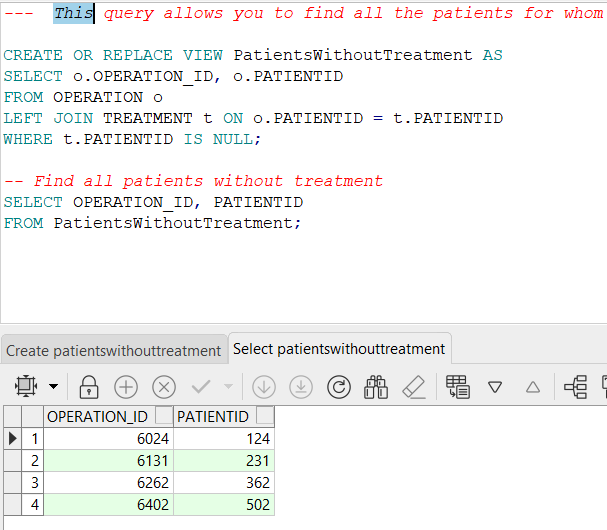 --- This query allows you to find all the patients for whom
CREATE OR REPLACE VIEW PatientsWithoutTreatment AS
SELECT o.OPERATION_ID, o.PATIENTID
FROM OPERATION o
LEFT JOIN TREATMENT t ON o.PATIENTID = t.PATIENTID
WHERE t.PATIENTID IS NULL;
-- Find all patients without treatment
SELECT OPERATION_ID, PATIENTID
FROM PatientsWithoutTreatment;
Create patientswithouttreatment Select patientswithouttreatment
OPERATION_ID PATIENTID
1 6024 124
2 6131 231
3 6262 362
4 6402 502